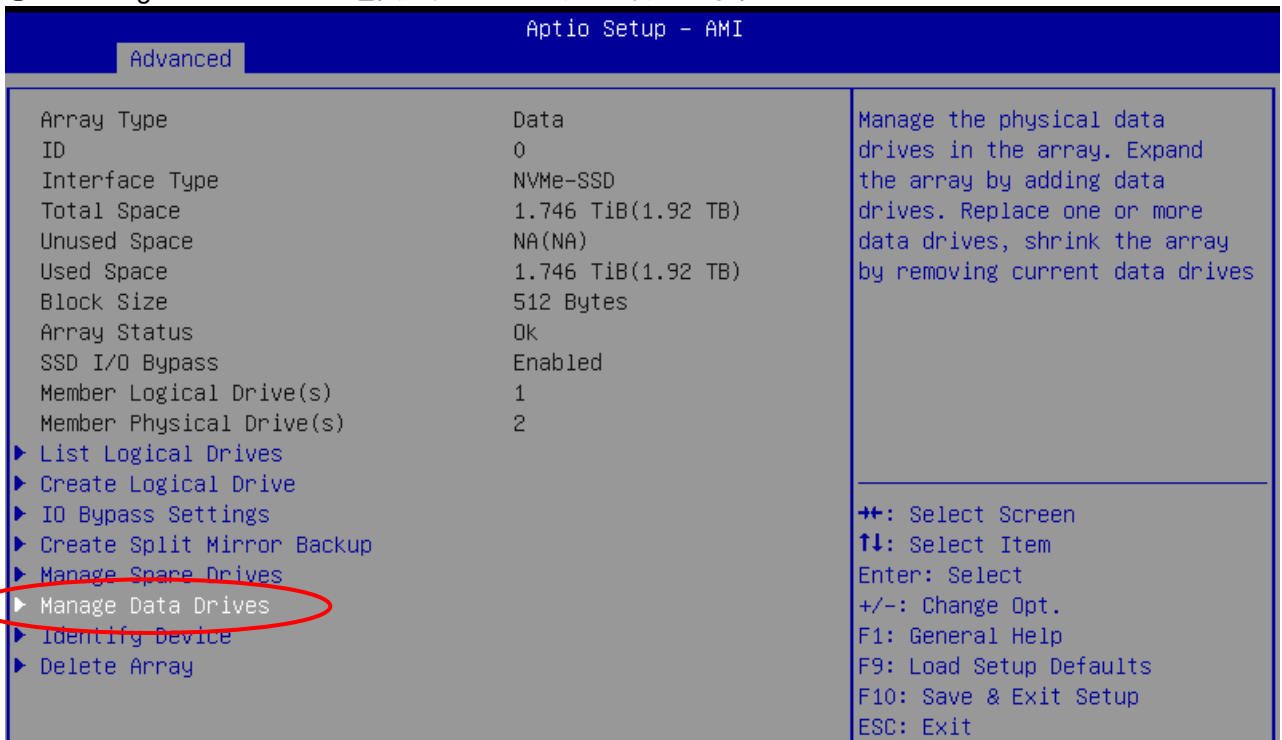 Aptio Setup – AMI
Advanced
Array Type Data
ID 0
Interface Type NVMe-SSD
Total Space 1.746 TiB(1.92 TB)
Unused Space NA(NA)
Used Space 1.746 TiB(1.92 TB)
Block Size 512 Bytes
Array Status Ok
SSD I/O Bypass Enabled
Member Logical Drive(s) 1
Member Physical Drive(s) 2
▶ List Logical Drives
▶ Create Logical Drive
▶ IO Bypass Settings
▶ Create Split Mirror Backup
▶ Manage Spare Drives
▶ Manage Data Drives
▶ Identify Device
▶ Delete Array
Manage the physical data
drives in the array. Expand
the array by adding data
drives. Replace one or more
data drives, shrink the array
by removing current data drives
→←: Select Screen
↑↓: Select Item
Enter: Select
+/-: Change Opt.
F1: General Help
F9: Load Setup Defaults
F10: Save & Exit Setup
ESC: Exit